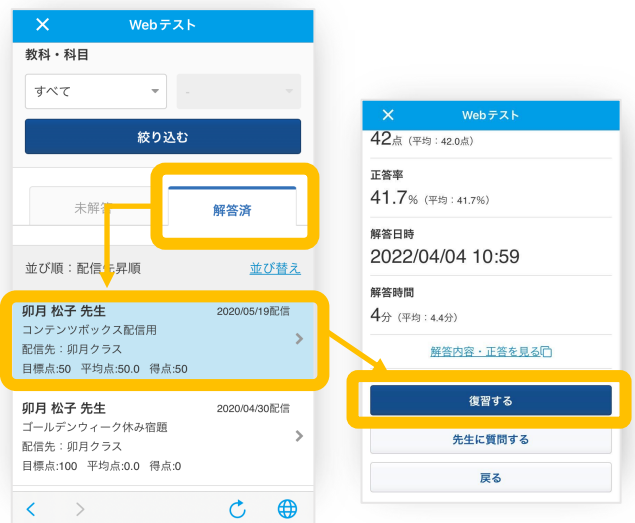 Webテスト
教科・科目
すべて
-
絞り込む
未解答
解答済
並び順：配信先昇順 並び替え
卯月 松子 先生 2020/05/19配信
コンテンツボックス配信用
配信先：卯月クラス
目標点:50 平均点:50.0 得点:50
卯月 松子 先生 2020/04/30配信
ゴールデンウィーク休み宿題
配信先：卯月クラス
目標点:100 平均点:0.0 得点:0
Webテスト
42点（平均：42.0点）
正答率
41.7%（平均：41.7%）
解答日時
2022/04/04 10:59
解答時間
4分（平均：4.4分）
解答内容・正答を見る
復習する
先生に質問する
戻る